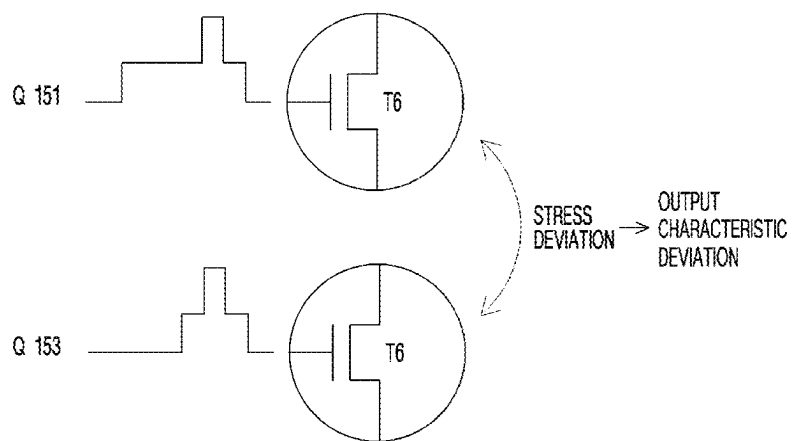 Q 151
T6
STRESS
DEVIATION
OUTPUT
CHARACTERISTIC
DEVIATION
Q 153
T6